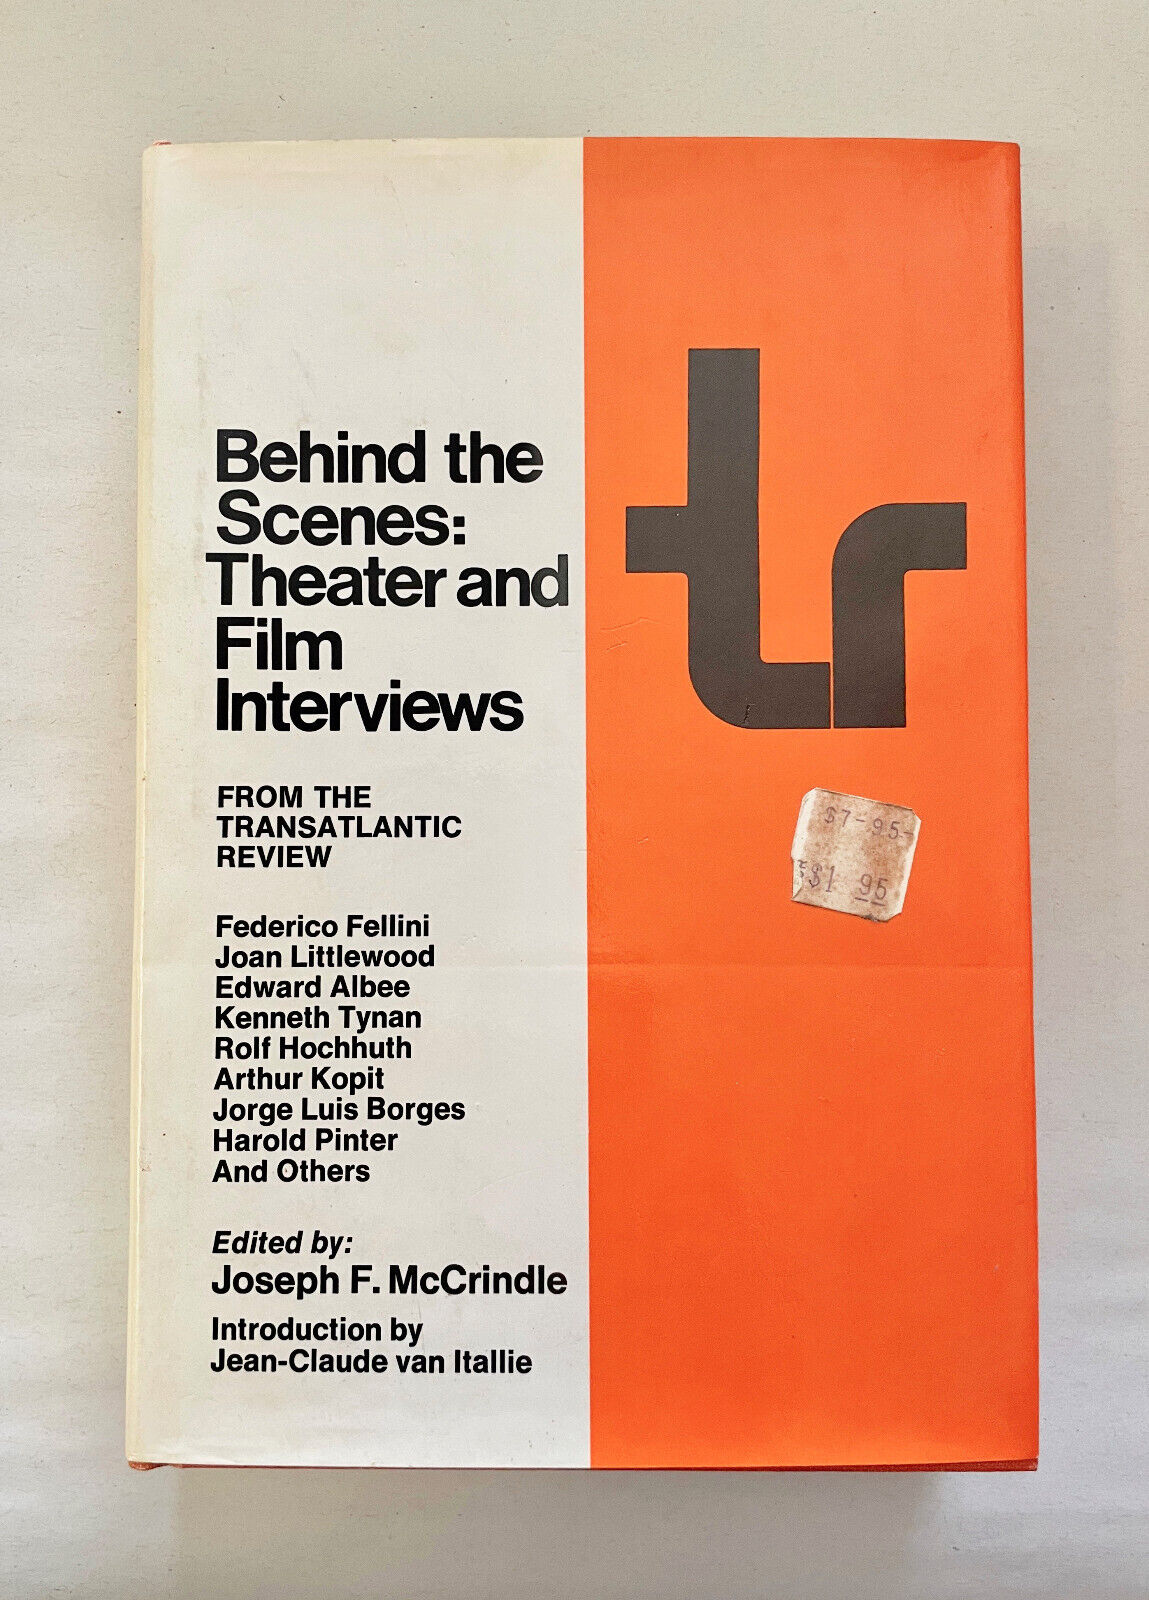 Behind the
Scenes:
Theater and
Film
Interviews
FROM THE
TRANSATLANTIC
REVIEW
Federico Fellini
Joan Littlewood
Edward Albee
Kenneth Tynan
Rolf Hochhuth
Arthur Kopit
Jorge Luis Borges
Harold Pinter
And Others
Edited by:
Joseph F. McCrindle
Introduction by
Jean-Claude van Itallie
tr
$7-95-
$1 95